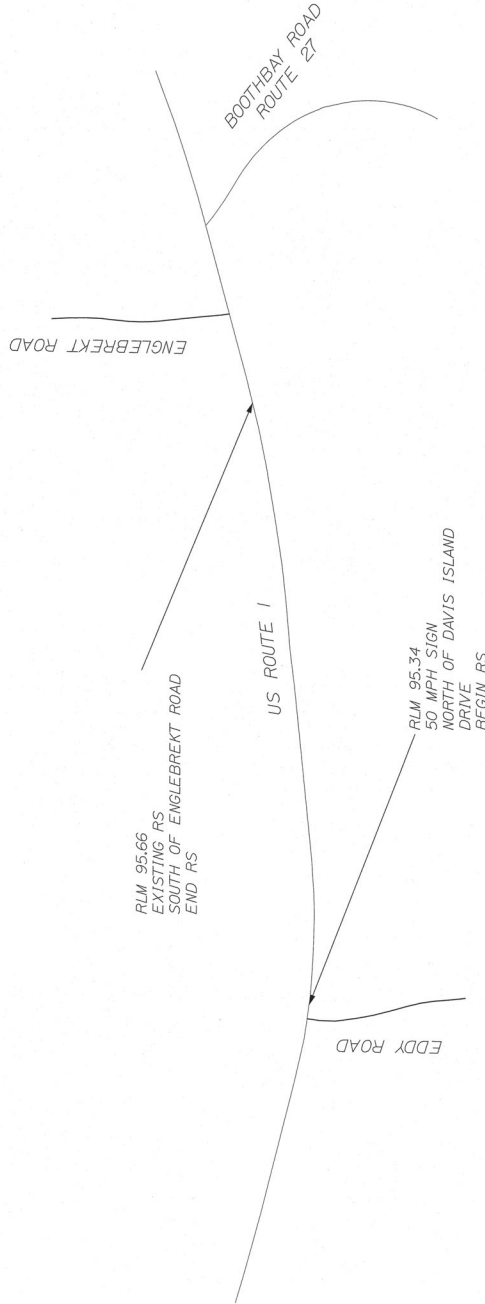 BOOTHBAY ROAD
ROUTE 27
ENGLEBREKT ROAD
RLM 95.66
EXISTING RS
SOUTH OF ENGLEBREKT ROAD
END RS
US ROUTE 1
RLM 95.34
50 MPH SIGN
NORTH OF DAVIS ISLAND
DRIVE
BEGIN RS
EDDY ROAD